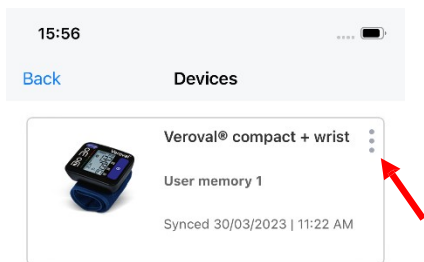 15:56
Back Devices
Veroval® compact + wrist
User memory 1
Synced 30/03/2023 | 11:22 AM